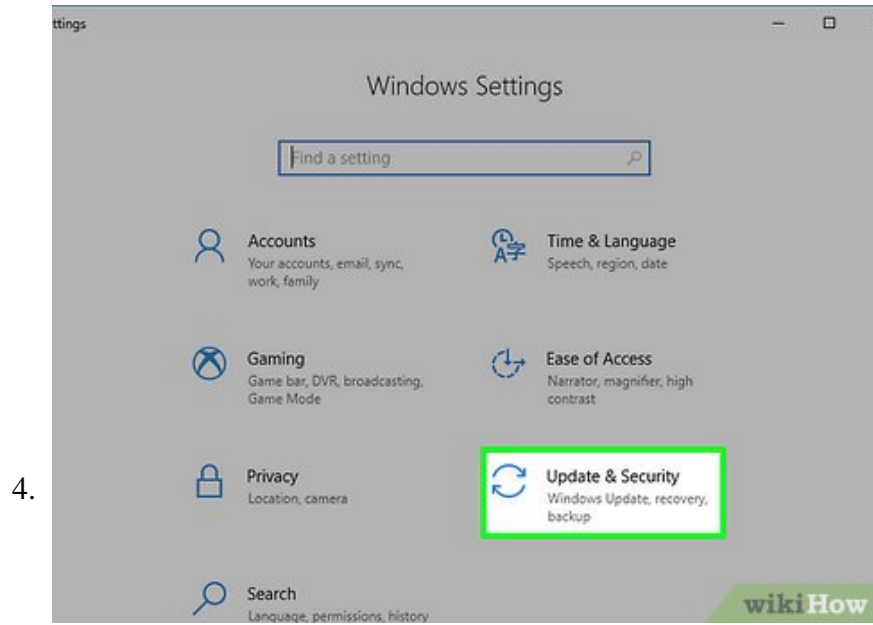 ttings
Windows Settings
Find a setting
Accounts
Your accounts, email, sync,
work, family
Time & Language
Speech, region, date
Gaming
Game bar, DVR, broadcasting,
Game Mode
Ease of Access
Narrator, magnifier, high
contrast
4.
Privacy
Location, camera
Update & Security
Windows Update, recovery,
backup
Search
Language, permissions, history
wikiHow